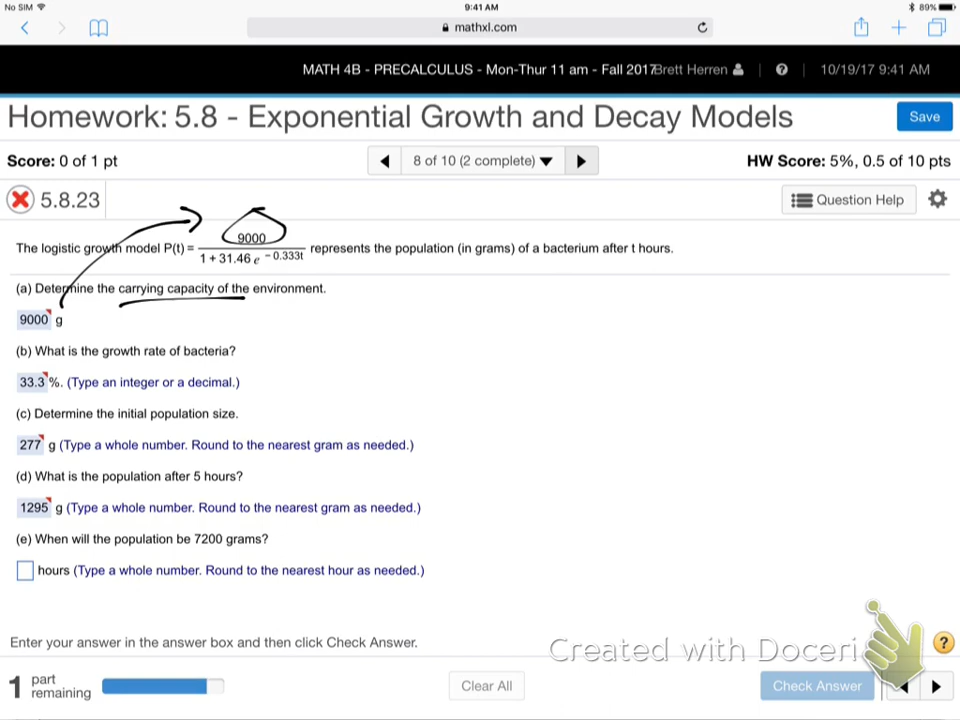 No SIM 9:41 AM 89%
mathxl.com
MATH 4B - PRECALCULUS - Mon-Thur 11 am - Fall 2017 Brett Herren 10/19/17 9:41 AM
Homework: 5.8 - Exponential Growth and Decay Models Save
Score: 0 of 1 pt 8 of 10 (2 complete) HW Score: 5%, 0.5 of 10 pts
5.8.23 Question Help
The logistic growth model P(t) = 9000 / 1 + 31.46 e^-0.333t represents the population (in grams) of a bacterium after t hours.
(a) Determine the carrying capacity of the environment.
9000 g
(b) What is the growth rate of bacteria?
33.3 %. (Type an integer or a decimal.)
(c) Determine the initial population size.
277 g (Type a whole number. Round to the nearest gram as needed.)
(d) What is the population after 5 hours?
1295 g (Type a whole number. Round to the nearest gram as needed.)
(e) When will the population be 7200 grams?
hours (Type a whole number. Round to the nearest hour as needed.)
Enter your answer in the answer box and then click Check Answer.
Created with Doceri
?
1 part remaining Clear All Check Answer